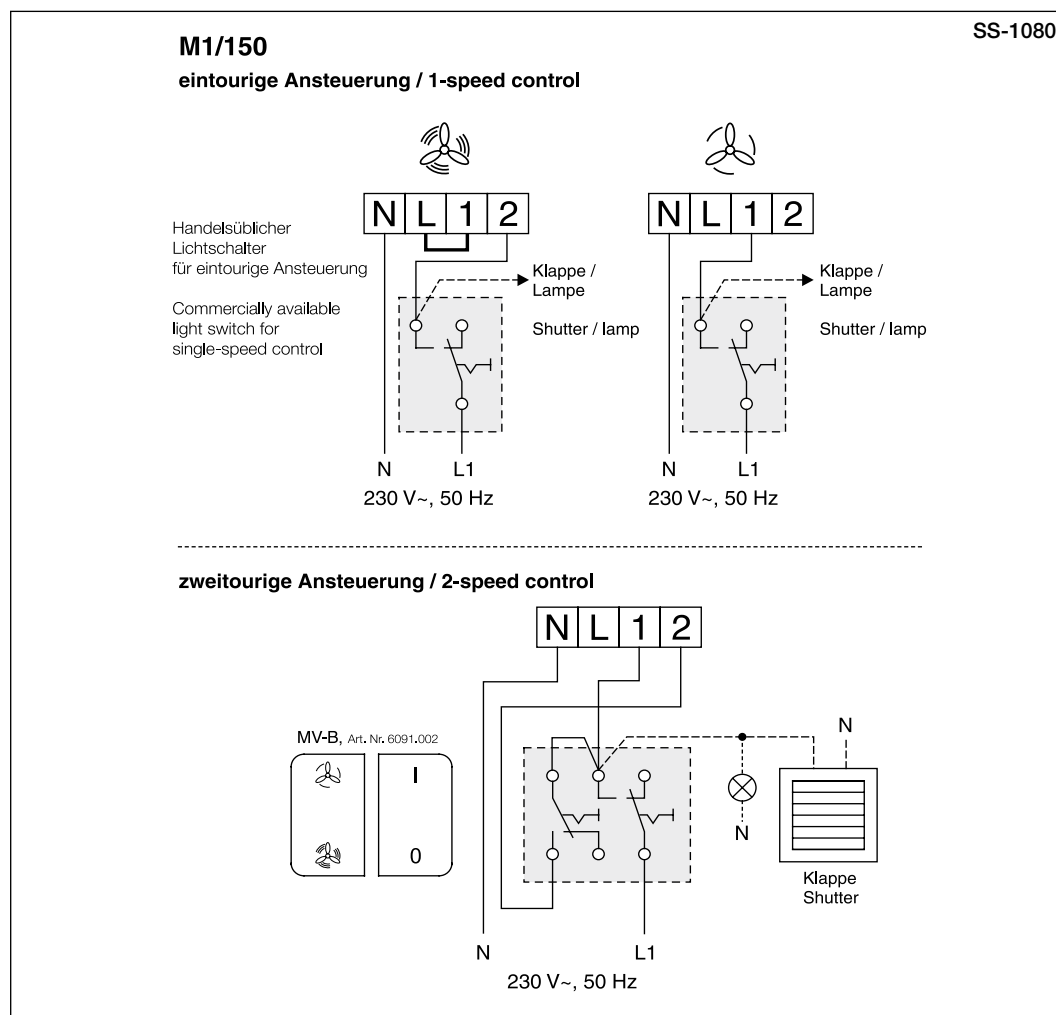 SS-1080
M1/150
eintourige Ansteuerung / 1-speed control
N L 1 2
N L 1 2
Handelsüblicher
Lichtschalter
für eintourige Ansteuerung
Commercially available
light switch for
single-speed control
Klappe /
Lampe
Shutter / lamp
Klappe /
Lampe
Shutter / lamp
N L1
230 V~, 50 Hz
N L1
230 V~, 50 Hz
zweitourige Ansteuerung / 2-speed control
N L 1 2
MV-B, Art. Nr. 6091.002
I
0
N
N
Klappe
Shutter
N L1
230 V~, 50 Hz